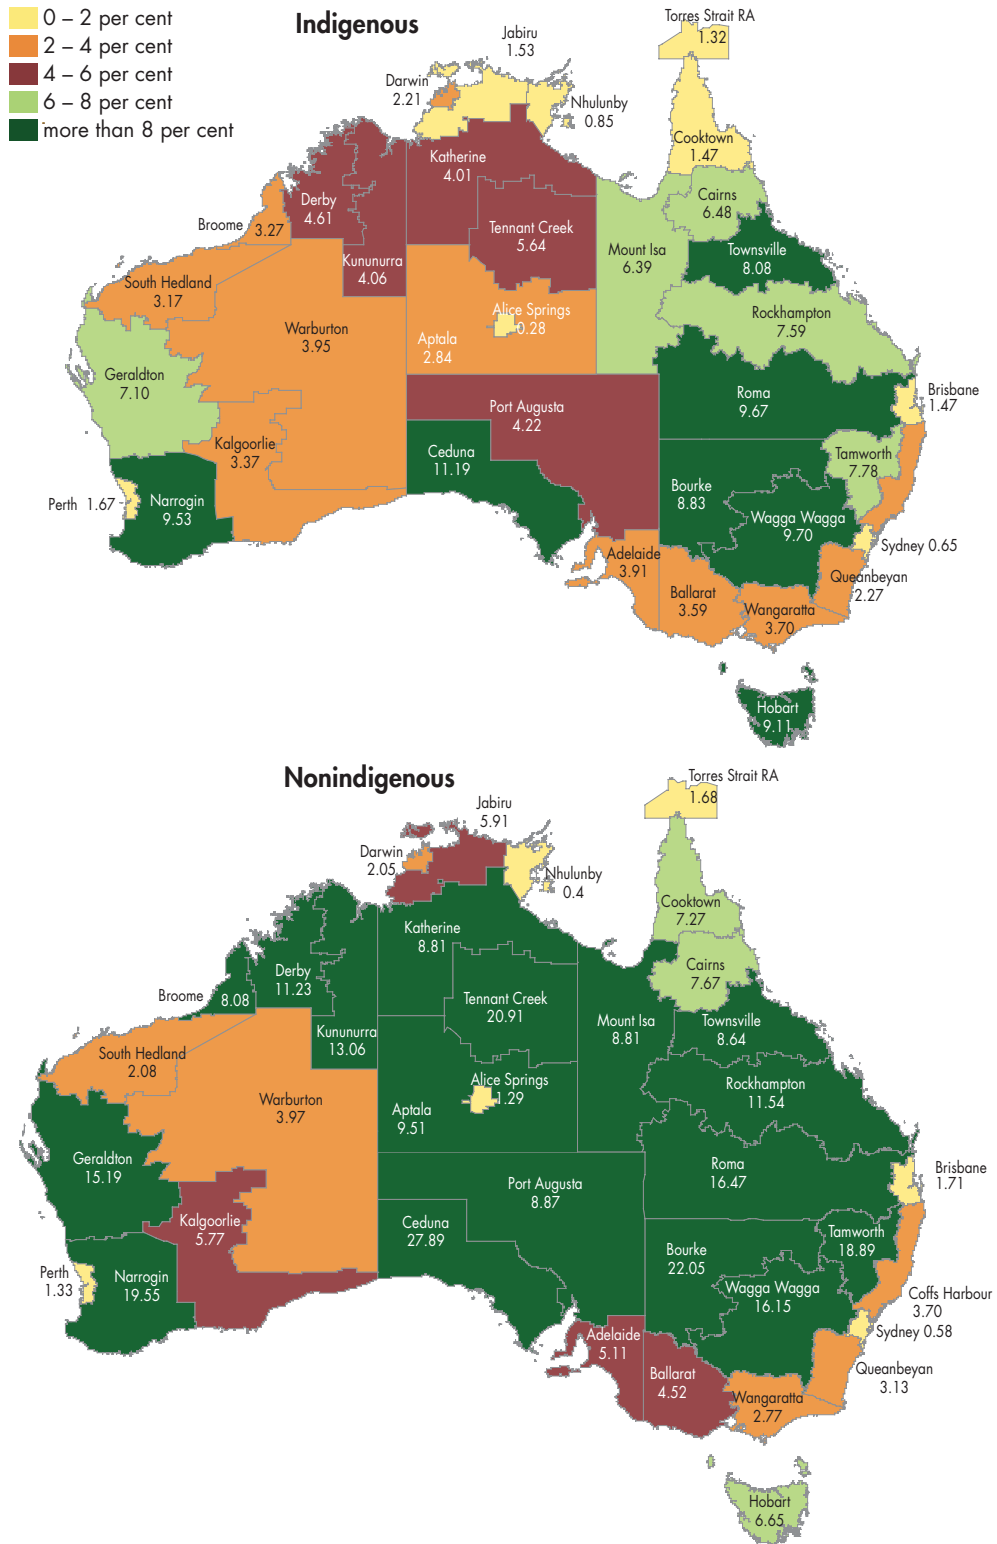 0 – 2 per cent
2 – 4 per cent
4 – 6 per cent
6 – 8 per cent
more than 8 per cent
Indigenous
Torres Strait RA
1.32
Jabiru
1.53
Darwin
2.21
Nhulunby
0.85
Cooktown
1.47
Katherine
4.01
Cairns
6.48
Derby
4.61
Broome
3.27
Tennant Creek
5.64
Mount Isa
6.39
Townsville
8.08
Kununurra
4.06
South Hedland
3.17
Alice Springs
0.28
Rockhampton
7.59
Warburton
3.95
Aptala
2.84
Geraldton
7.10
Roma
9.67
Brisbane
1.47
Port Augusta
4.22
Kalgoorlie
3.37
Ceduna
11.19
Tamworth
7.78
Perth 1.67
Narrogin
9.53
Bourke
8.83
Wagga Wagga
9.70
Sydney 0.65
Adelaide
3.91
Queanbeyan
2.27
Ballarat
3.59
Wangaratta
3.70
Hobart
9.11
Nonindigenous
Torres Strait RA
1.68
Jabiru
5.91
Darwin
2.05
Nhulunby
0.4
Cooktown
7.27
Katherine
8.81
Cairns
7.67
Derby
11.23
Broome
8.08
Tennant Creek
20.91
Mount Isa
8.81
Townsville
8.64
Kununurra
13.06
South Hedland
2.08
Alice Springs
1.29
Rockhampton
11.54
Warburton
3.97
Aptala
9.51
Geraldton
15.19
Roma
16.47
Brisbane
1.71
Port Augusta
8.87
Kalgoorlie
5.77
Ceduna
27.89
Tamworth
18.89
Bourke
22.05
Perth
1.33
Narrogin
19.55
Wagga Wagga
16.15
Coffs Harbour
3.70
Sydney 0.58
Adelaide
5.11
Queanbeyan
3.13
Ballarat
4.52
Wangaratta
2.77
Hobart
6.65